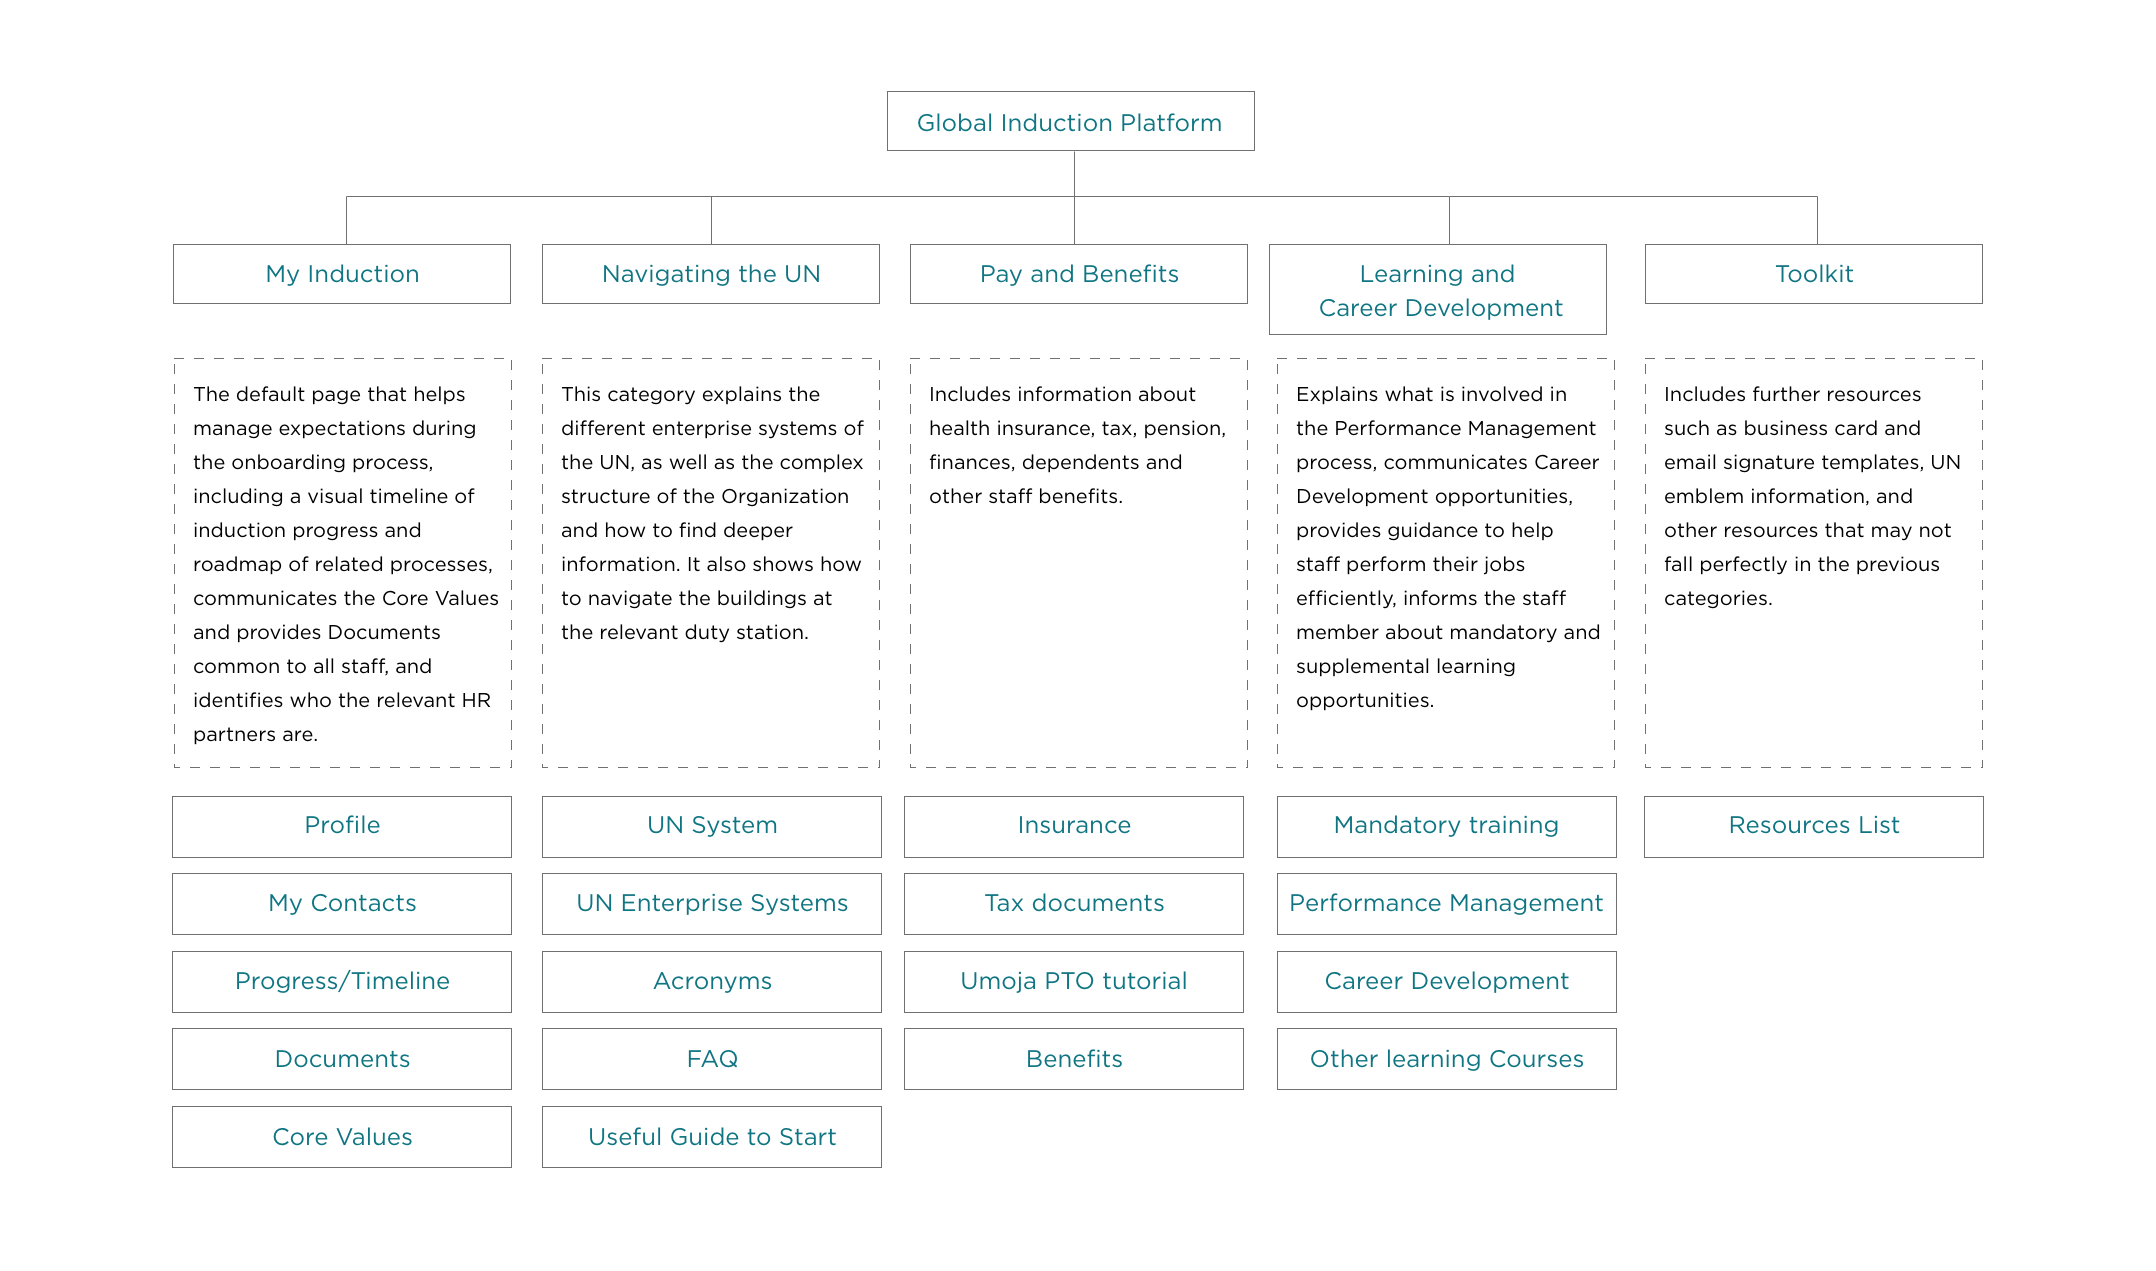 Global Induction Platform
My Induction
Navigating the UN
Pay and Benefits
Learning and
Career Development
Toolkit
The default page that helps
manage expectations during
the onboarding process,
including a visual timeline of
induction progress and
roadmap of related processes,
communicates the Core Values
and provides Documents
common to all staff, and
identifies who the relevant HR
partners are.
This category explains the
different enterprise systems of
the UN, as well as the complex
structure of the Organization
and how to find deeper
information. It also shows how
to navigate the buildings at
the relevant duty station.
Includes information about
health insurance, tax, pension,
finances, dependents and
other staff benefits.
Explains what is involved in
the Performance Management
process, communicates Career
Development opportunities,
provides guidance to help
staff perform their jobs
efficiently, informs the staff
member about mandatory and
supplemental learning
opportunities.
Includes further resources
such as business card and
email signature templates, UN
emblem information, and
other resources that may not
fall perfectly in the previous
categories.
Profile
My Contacts
Progress/Timeline
Documents
Core Values
UN System
UN Enterprise Systems
Acronyms
FAQ
Useful Guide to Start
Insurance
Tax documents
Umoja PTO tutorial
Benefits
Mandatory training
Performance Management
Career Development
Other learning Courses
Resources List